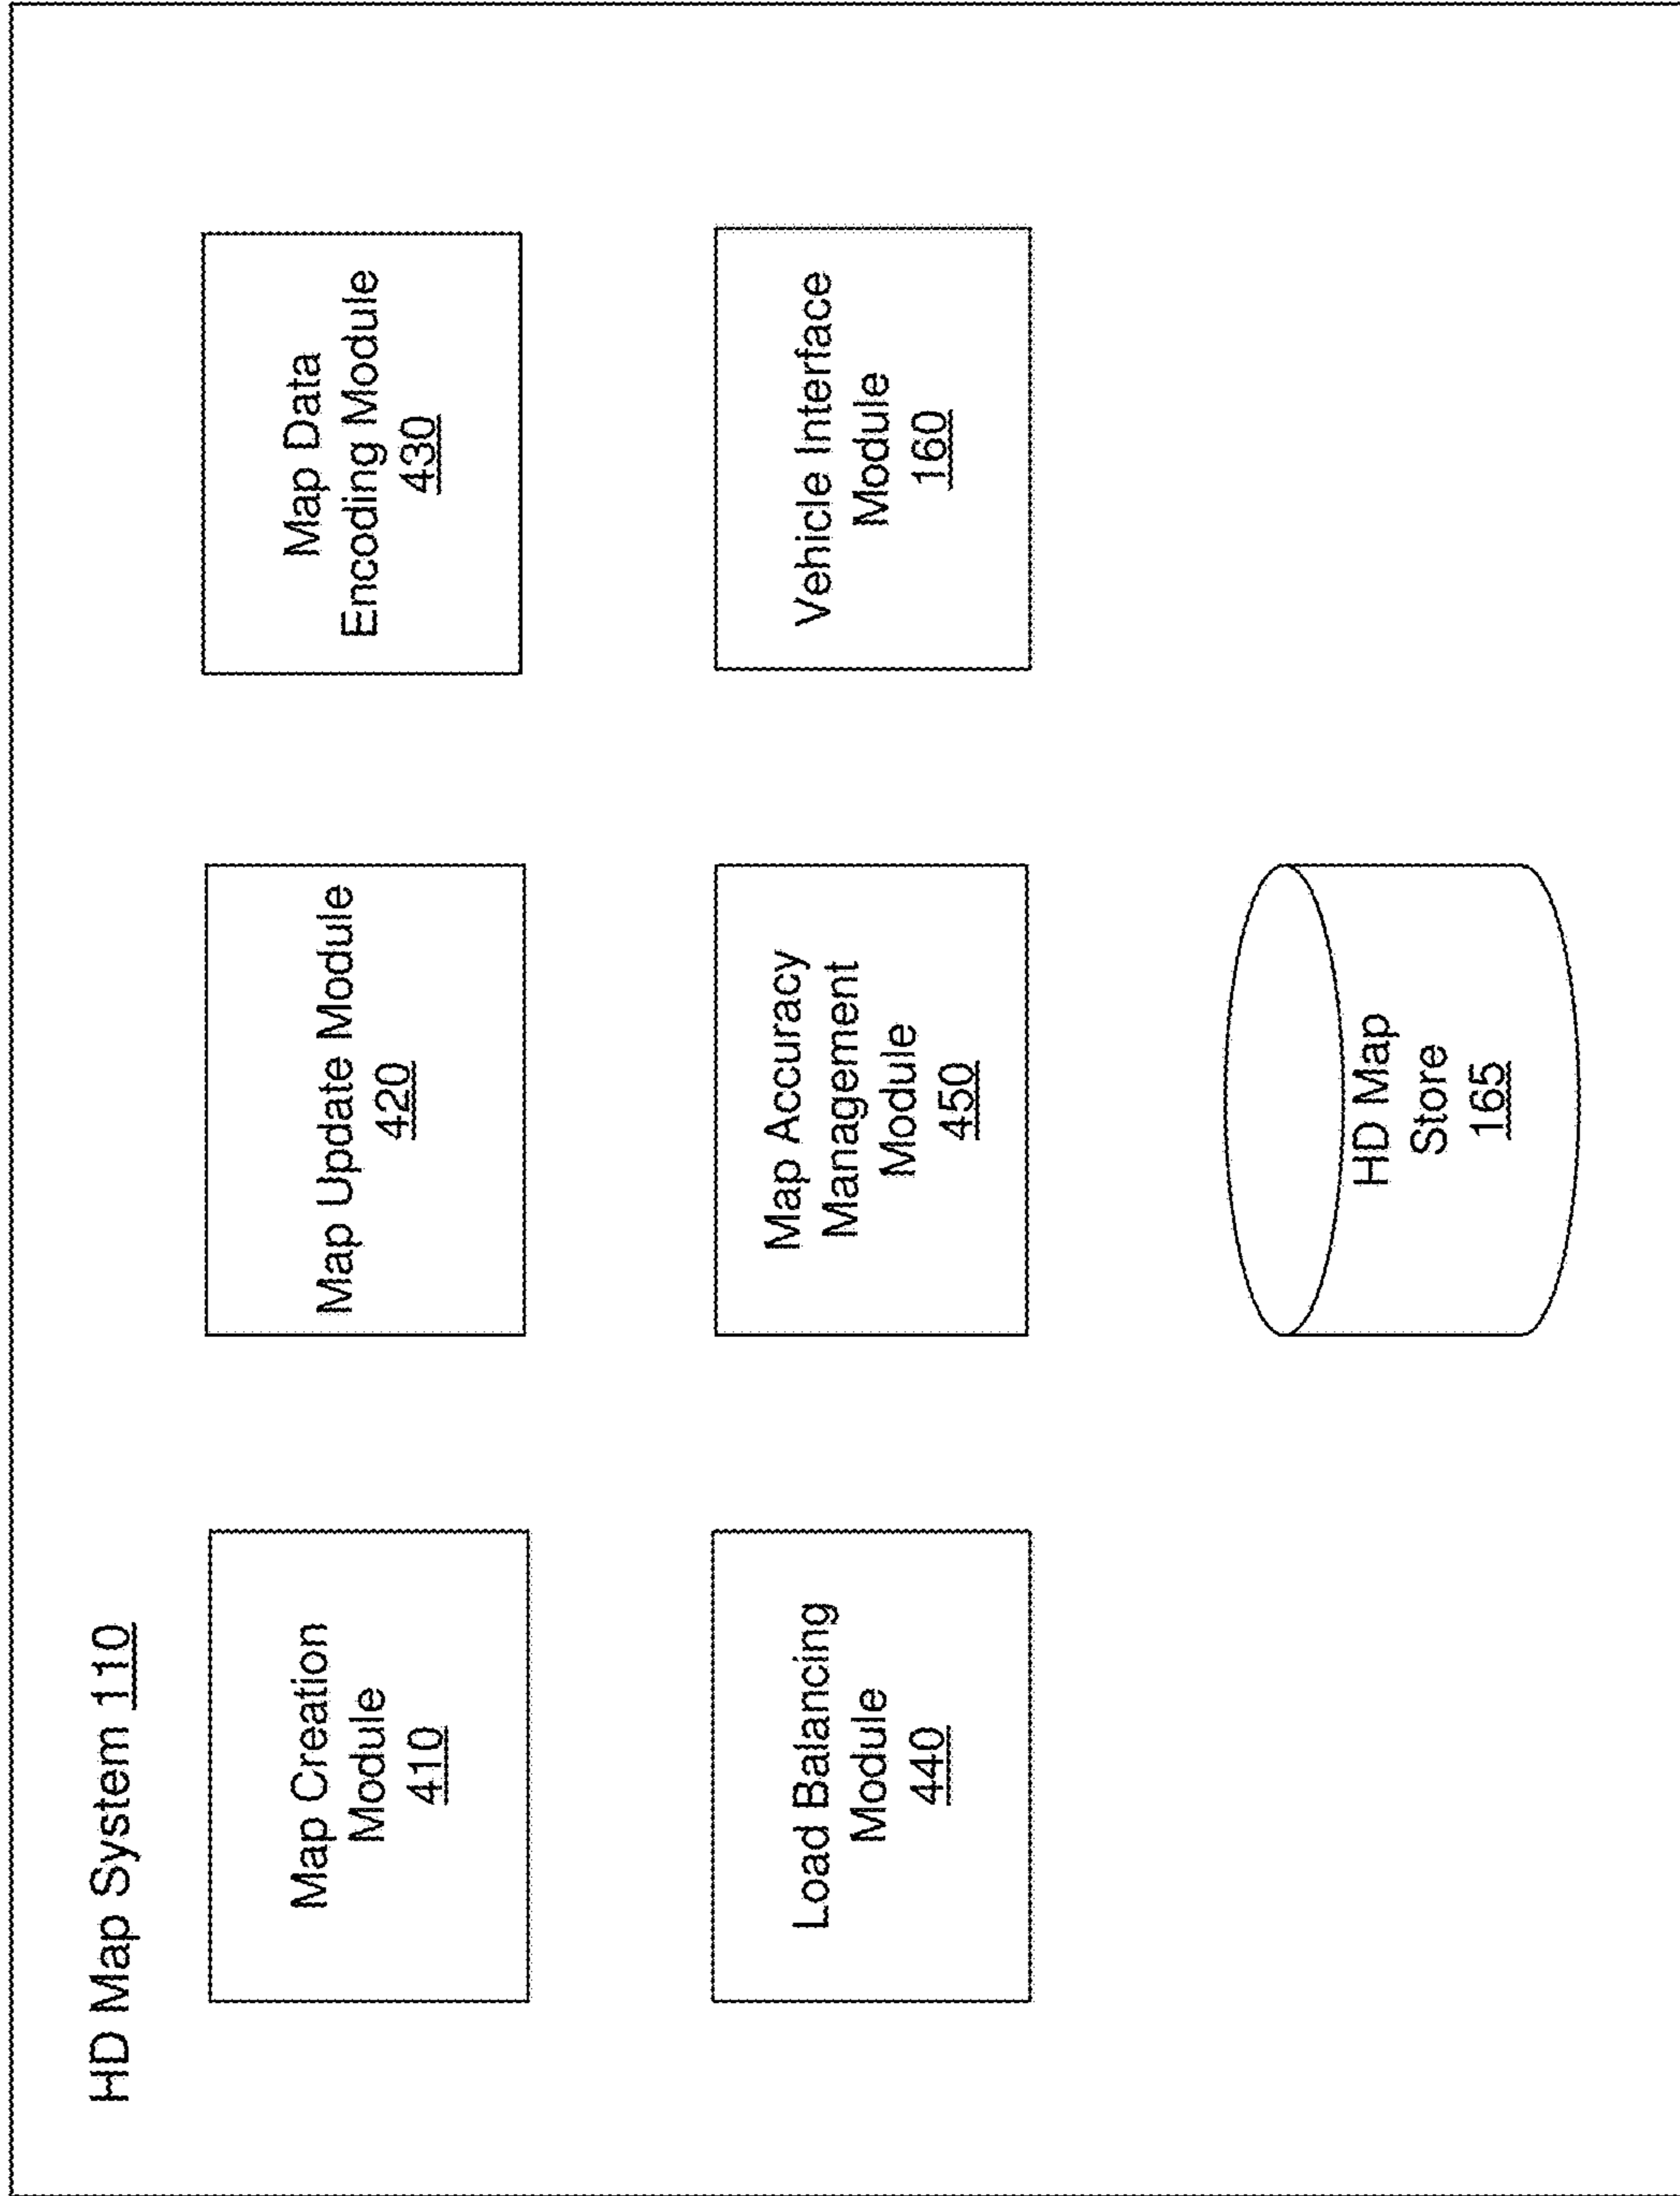 HD Map System 110
Map Creation
Module
410
Map Update Module
420
Map Data
Encoding Module
430
Load Balancing
Module
440
Map Accuracy
Management
Module
450
Vehicle Interface
Module
160
HD Map
Store
165